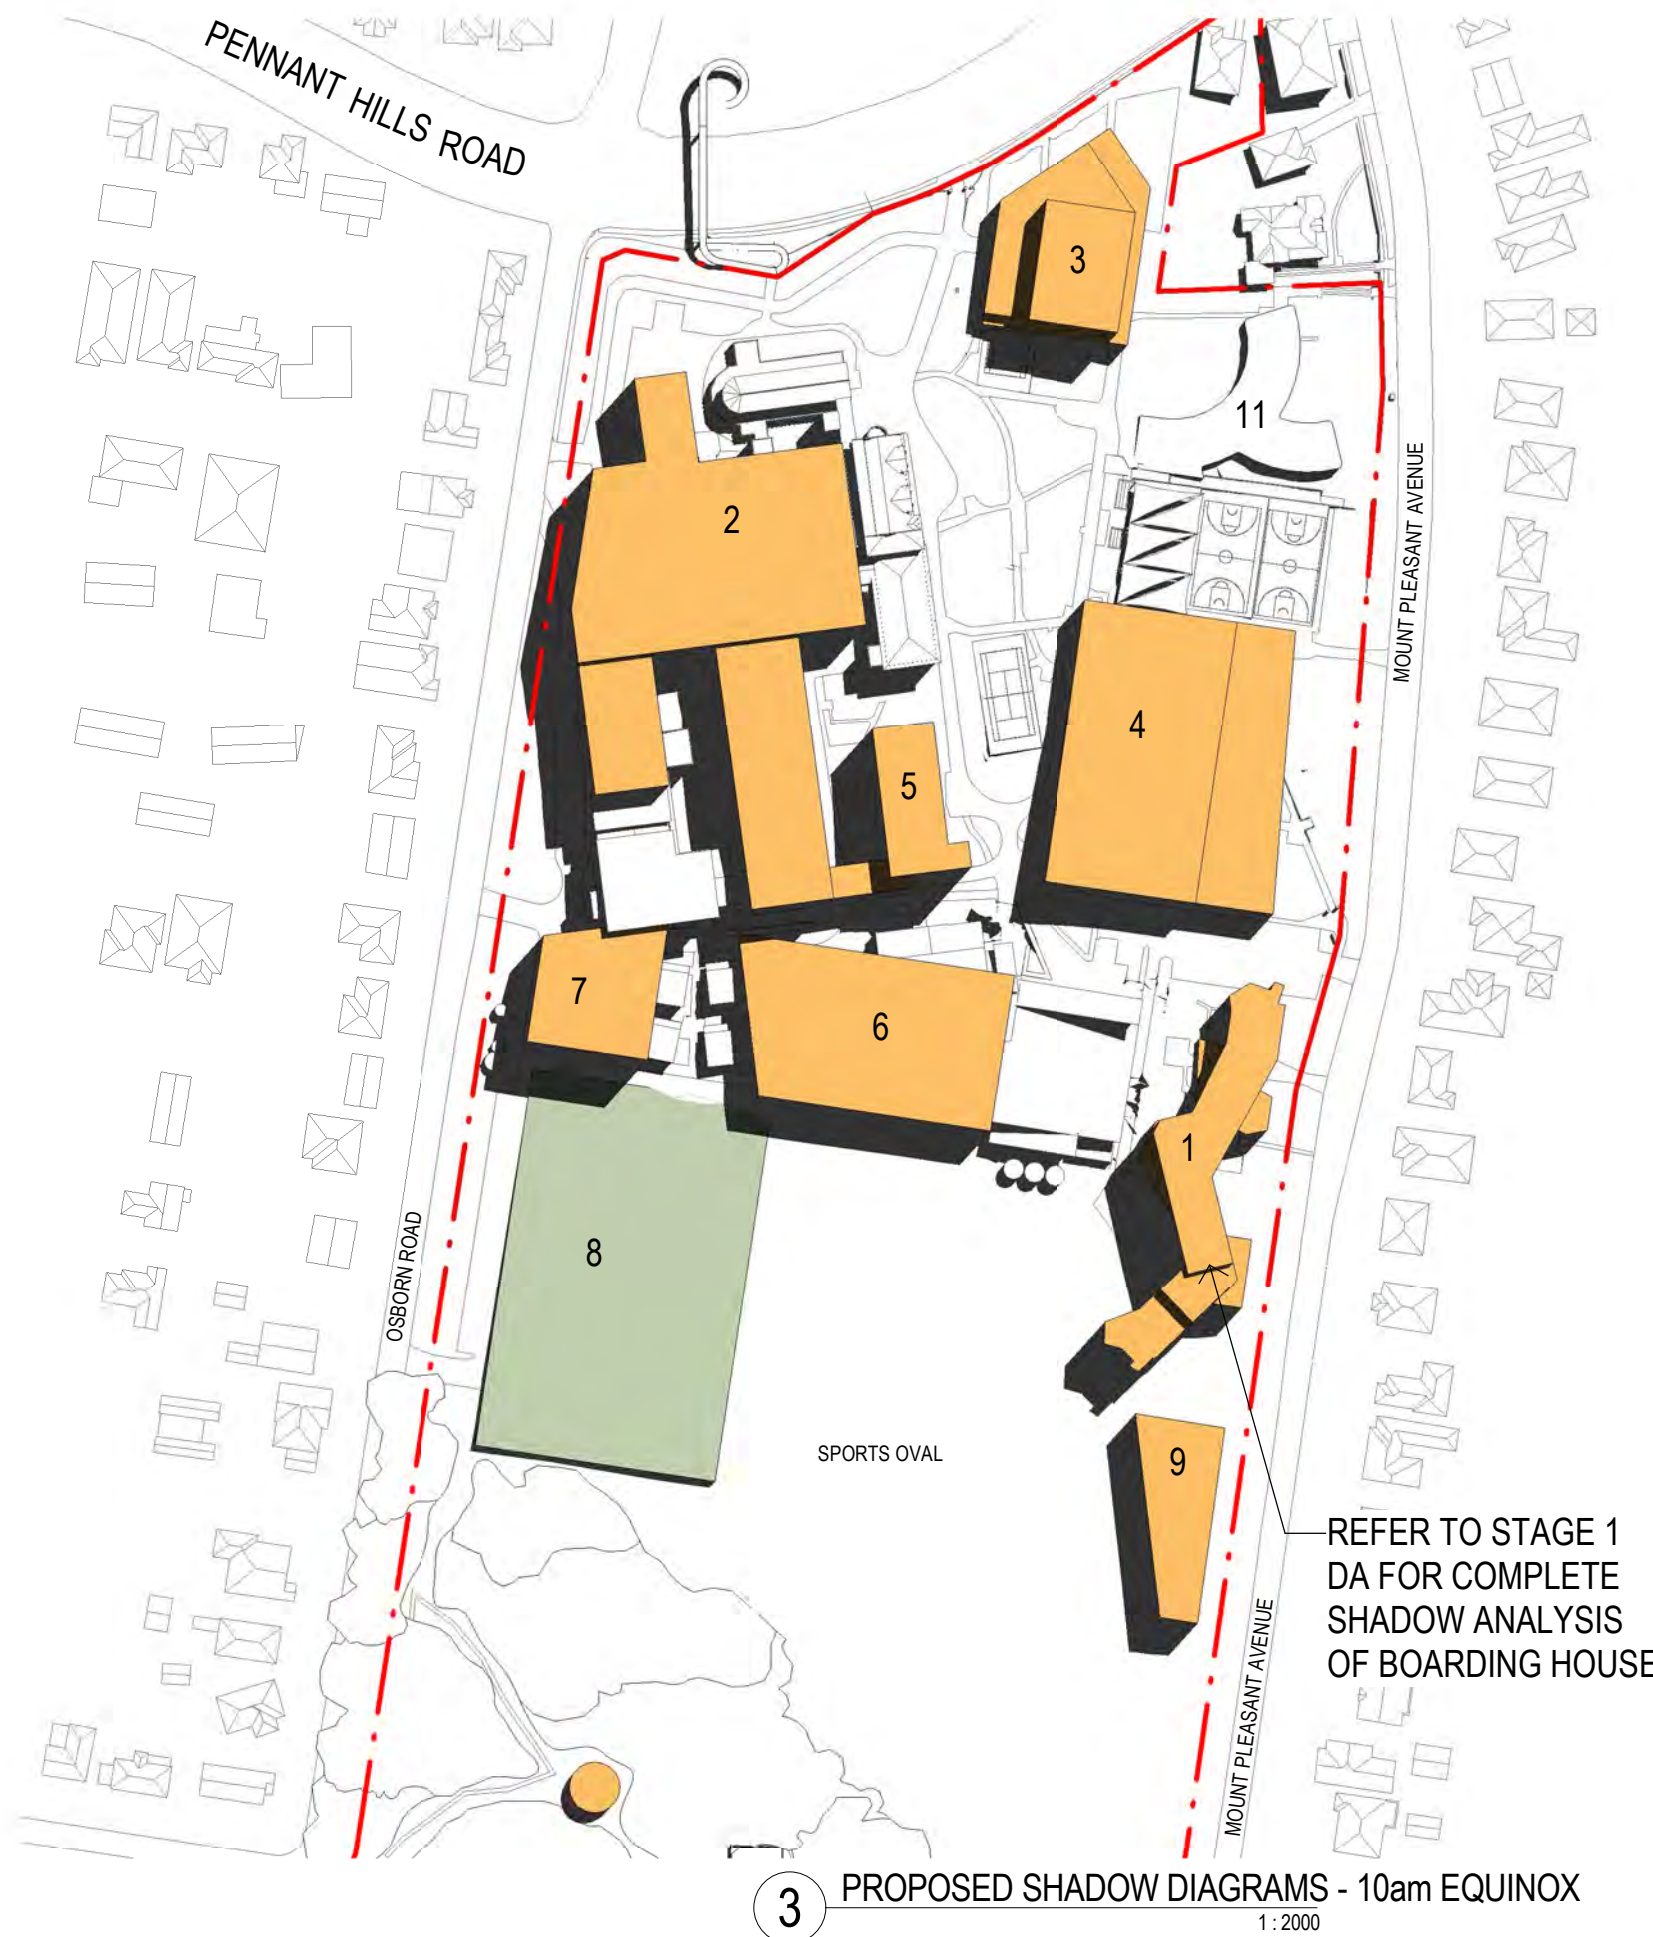 PENNANT HILLS ROAD
3
11
2
MOUNT PLEASANT AVENUE
4
5
7
6
1
8
OSBORN ROAD
SPORTS OVAL
9
REFER TO STAGE 1
DA FOR COMPLETE
SHADOW ANALYSIS
OF BOARDING HOUSE
MOUNT PLEASANT AVENUE
3
PROPOSED SHADOW DIAGRAMS - 10am EQUINOX
1 : 2000